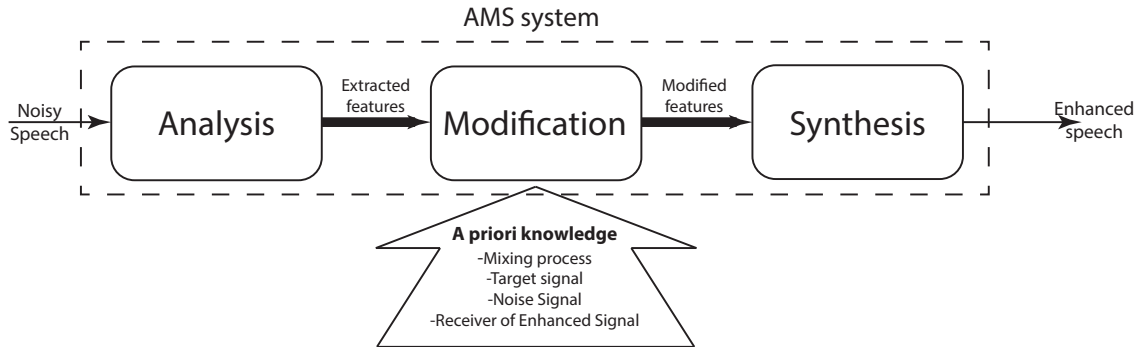 AMS system
Noisy
Speech
Analysis
Extracted
features
Modification
Modified
features
Synthesis
Enhanced
speech
A priori knowledge
-Mixing process
-Target signal
-Noise Signal
-Receiver of Enhanced Signal